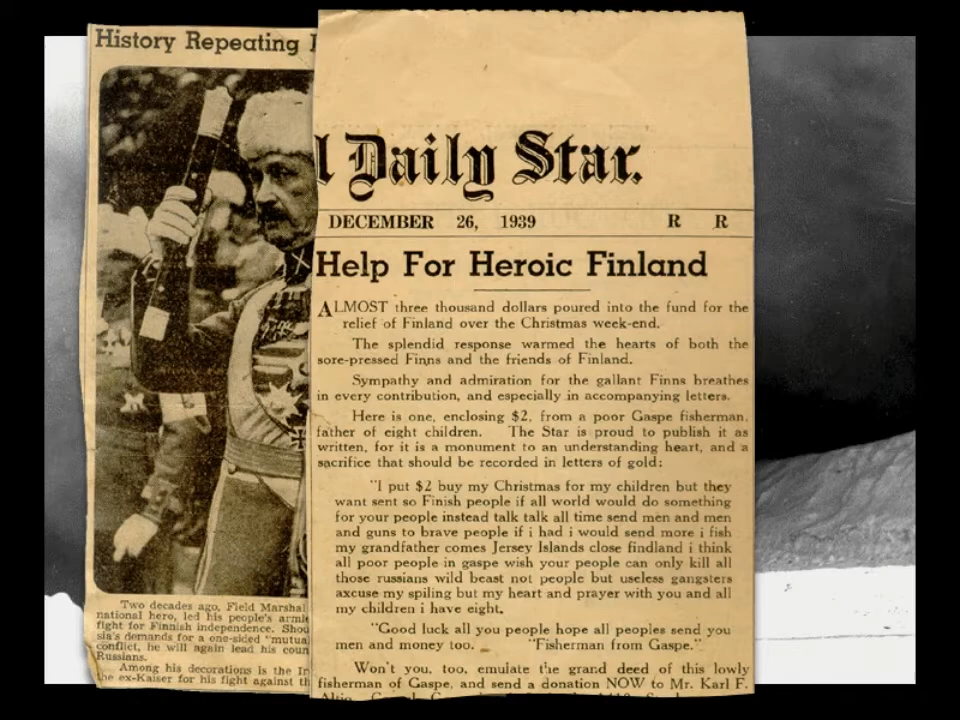 History Repeating
l Daily Star.
DECEMBER 26, 1939 R R
Help For Heroic Finland
ALMOST three thousand dollars poured into the fund for the
relief of Finland over the Christmas week-end.
The splendid response warmed the hearts of both the
sore-pressed Finns and the friends of Finland.
Sympathy and admiration for the gallant Finns breathes
in every contribution, and especially in accompanying letters.
Here is one, enclosing $2, from a poor Gaspe fisherman,
father of eight children. The Star is proud to publish it as
written, for it is a monument to an understanding heart, and a
sacrifice that should be recorded in letters of gold:
"I put $2 buy my Christmas for my children but they
want sent so Finish people if all world would do something
for your people instead talk talk all time send men and men
and guns to brave people if i had i would send more i fish
my grandfather comes Jersey Islands close findland i think
all poor people in gaspe wish your people can only kill all
those russians wild beast not people but useless gangsters
axcuse my spiling but my heart and prayer with you and all
my children i have eight.
"Good luck all you people hope all peoples send you
men and money too. "Fisherman from Gaspe."
Won't you, too, emulate the grand deed of this lowly
fisherman of Gaspe, and send a donation NOW to Mr. Karl F.
Two decades ago, Field Marshal
national hero, led his people's
fight for Finnish independence.
sia's demands for a one-sided "mutual
conflict, he will again lead his
Russians.
Among his decorations is the
the ex-Kaiser for his fight against